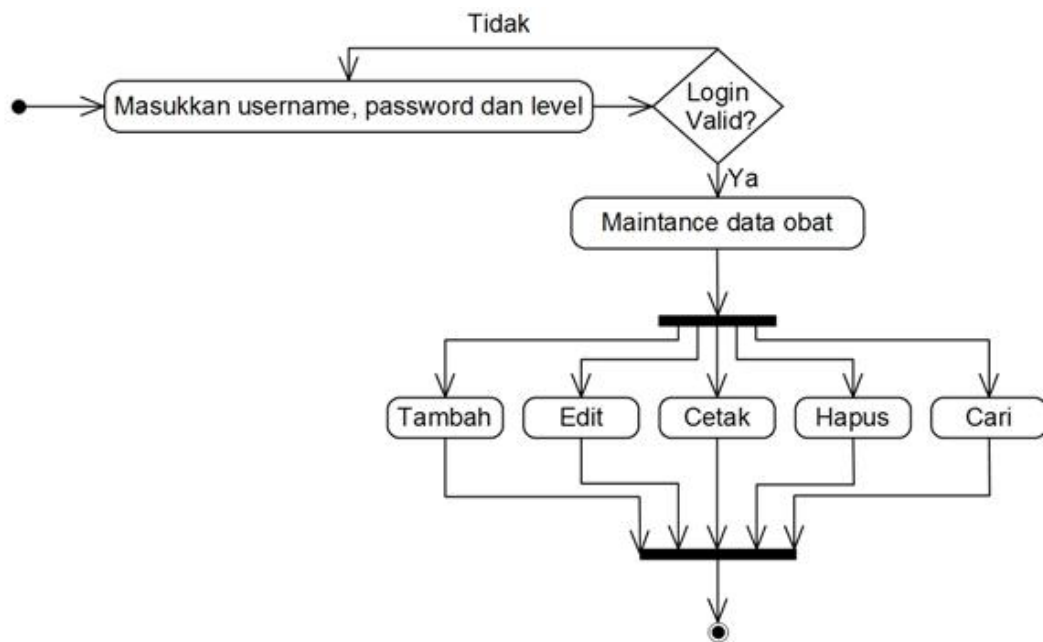 Tidak
Masukkan username, password dan level
Login
Valid?
Ya
Maintance data obat
Tambah
Edit
Cetak
Hapus
Cari